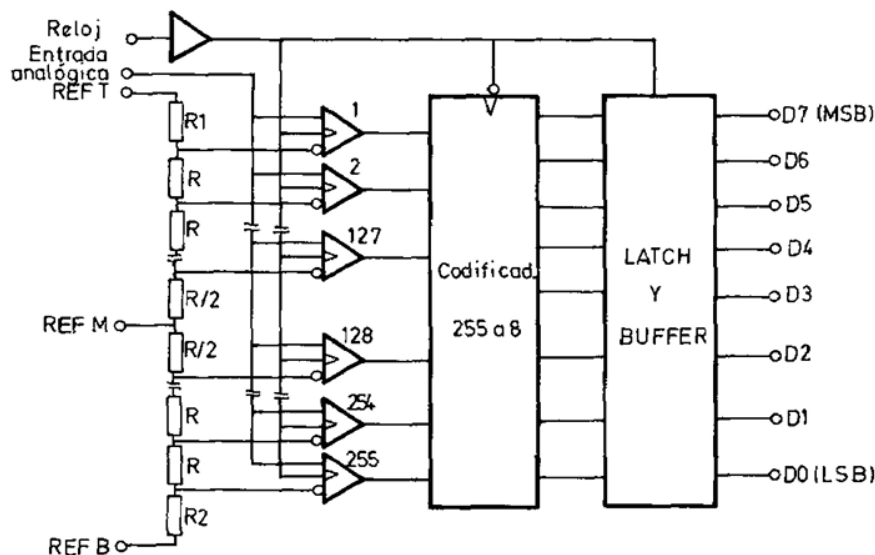 Reloj
Entrada
analógica
REF T
R1
R
R
R/2
REF M
R/2
R
R
R2
REF B
1
2
127
128
254
255
Codificad.
255 a 8
LATCH
Y
BUFFER
D7 (MSB)
D6
D5
D4
D3
D2
D1
D0 (LSB)